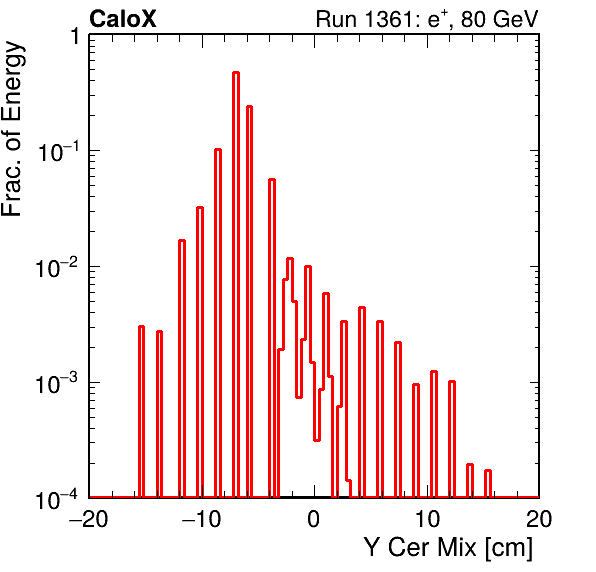 CaloX Run 1361: e⁺, 80 GeV
Frac. of Energy
1
10⁻¹
10⁻²
10⁻³
10⁻⁴
−20 −10 0 10 20
Y Cer Mix [cm]